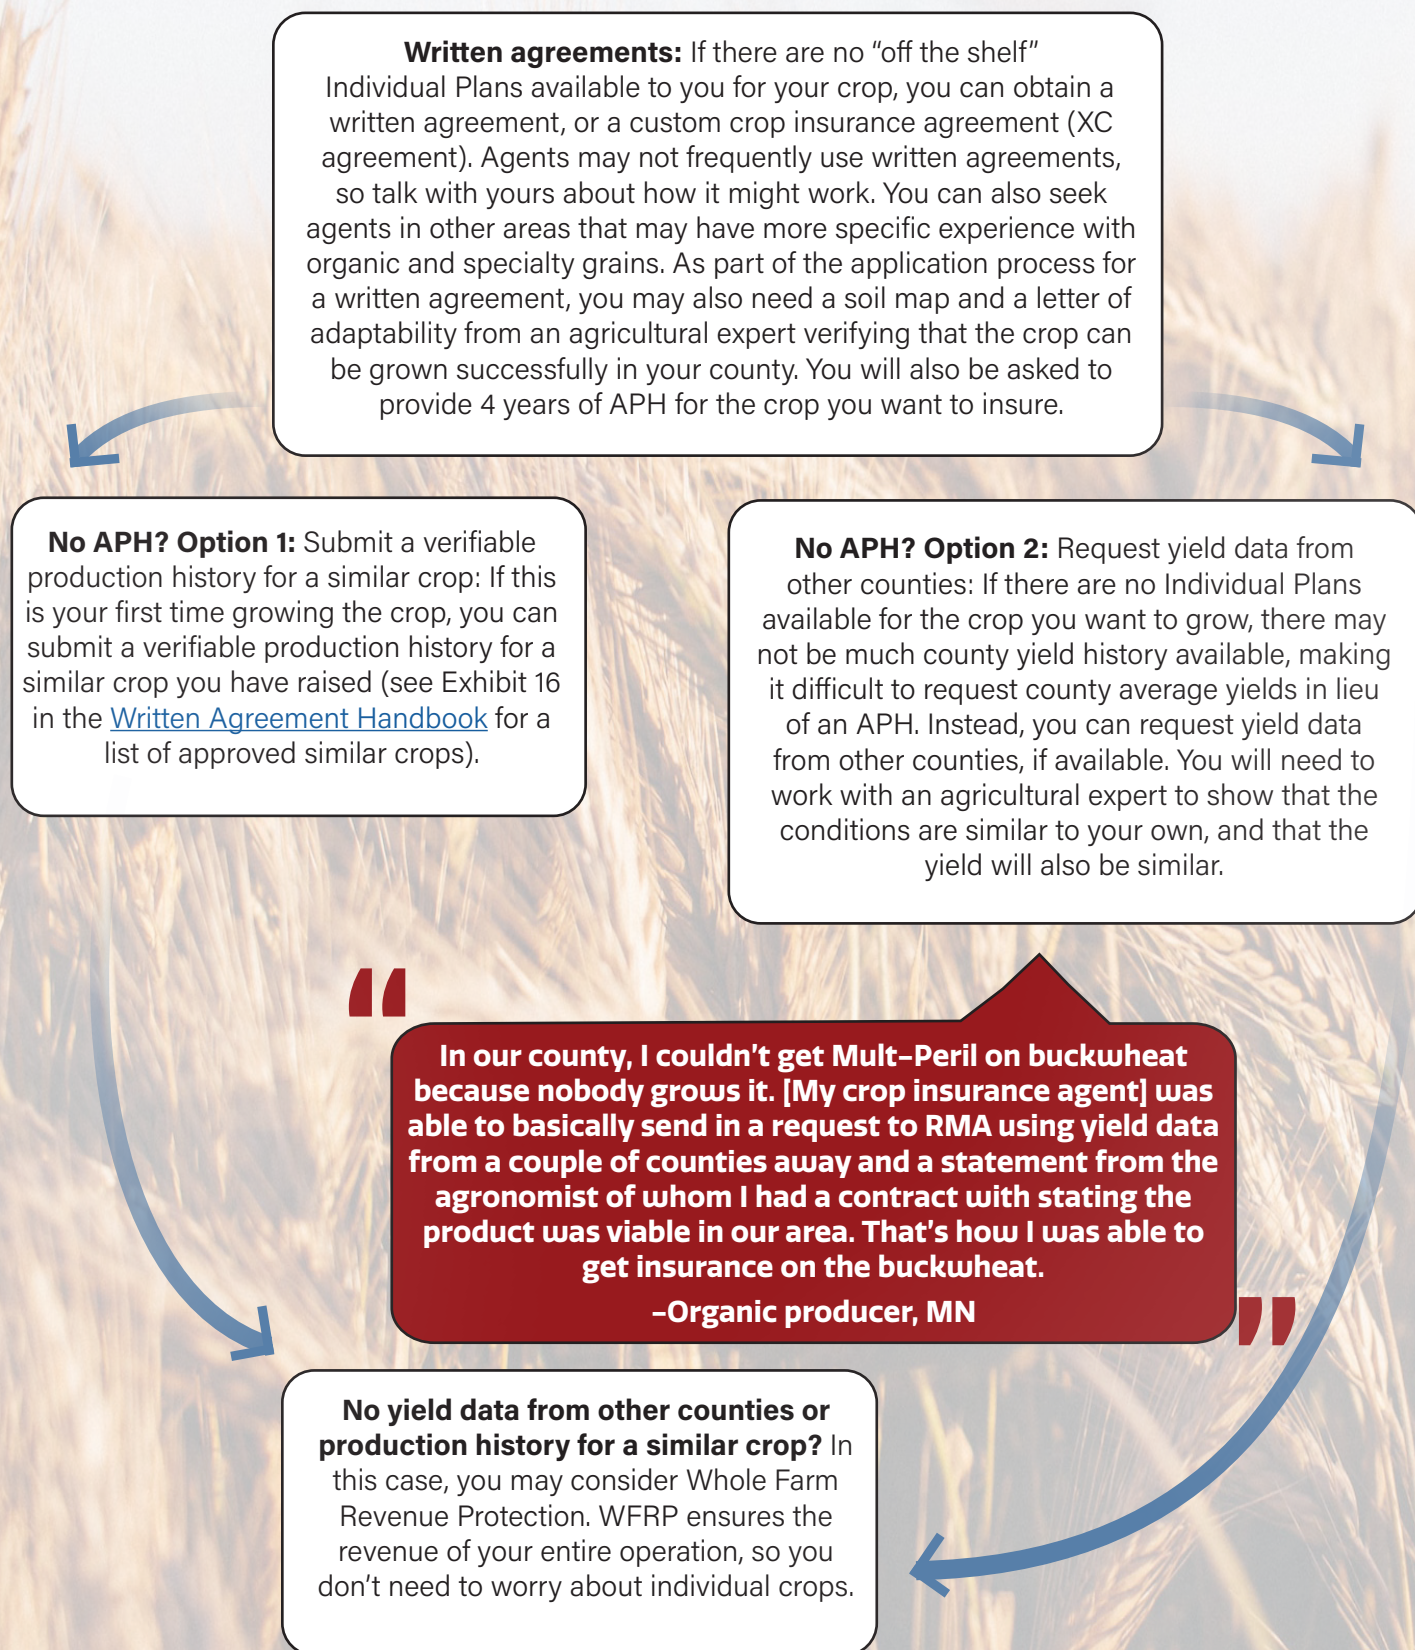 Written agreements: If there are no “off the shelf”
Individual Plans available to you for your crop, you can obtain a
written agreement, or a custom crop insurance agreement (XC
agreement). Agents may not frequently use written agreements,
so talk with yours about how it might work. You can also seek
agents in other areas that may have more specific experience with
organic and specialty grains. As part of the application process for
a written agreement, you may also need a soil map and a letter of
adaptability from an agricultural expert verifying that the crop can
be grown successfully in your county. You will also be asked to
provide 4 years of APH for the crop you want to insure.
No APH? Option 1: Submit a verifiable
production history for a similar crop: If this
is your first time growing the crop, you can
submit a verifiable production history for a
similar crop you have raised (see Exhibit 16
in the Written Agreement Handbook for a
list of approved similar crops).
No APH? Option 2: Request yield data from
other counties: If there are no Individual Plans
available for the crop you want to grow, there may
not be much county yield history available, making
it difficult to request county average yields in lieu
of an APH. Instead, you can request yield data
from other counties, if available. You will need to
work with an agricultural expert to show that the
conditions are similar to your own, and that the
yield will also be similar.
“
In our county, I couldn’t get Mult-Peril on buckwheat
because nobody grows it. [My crop insurance agent] was
able to basically send in a request to RMA using yield data
from a couple of counties away and a statement from the
agronomist of whom I had a contract with stating the
product was viable in our area. That’s how I was able to
get insurance on the buckwheat.
-Organic producer, MN
”
No yield data from other counties or
production history for a similar crop? In
this case, you may consider Whole Farm
Revenue Protection. WFRP ensures the
revenue of your entire operation, so you
don’t need to worry about individual crops.